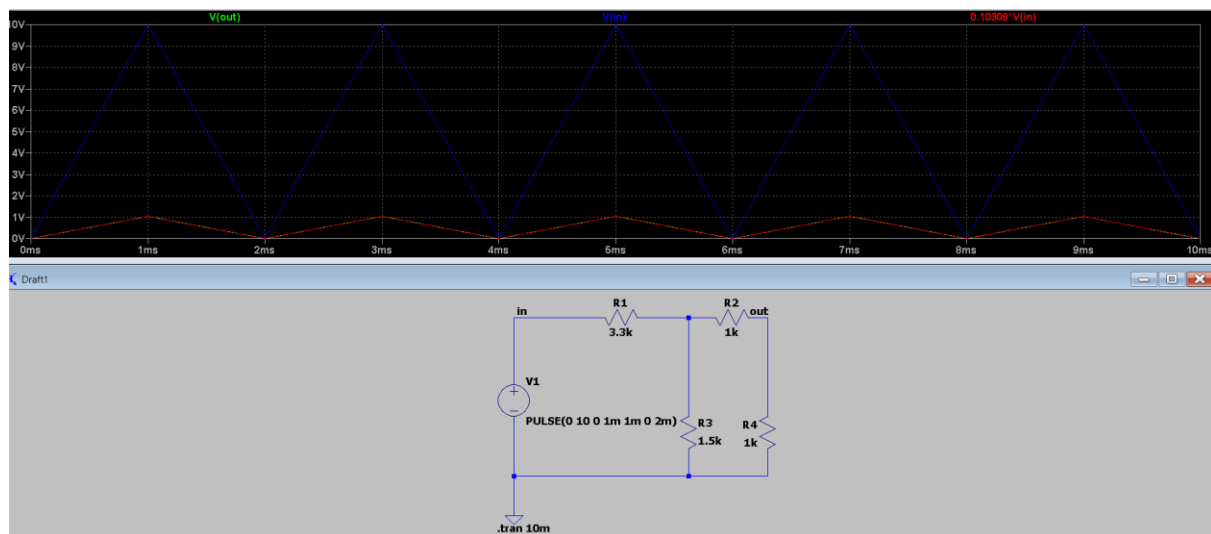 V(out) V(in) 0.10309*V(in)
10V
9V
8V
7V
6V
5V
4V
3V
2V
1V
0V
0ms 1ms 2ms 3ms 4ms 5ms 6ms 7ms 8ms 9ms 10ms
Draft1
in R1 R2 out
3.3k 1k
V1
PULSE(0 10 0 1m 1m 0 2m) R3 R4
1.5k 1k
.tran 10m